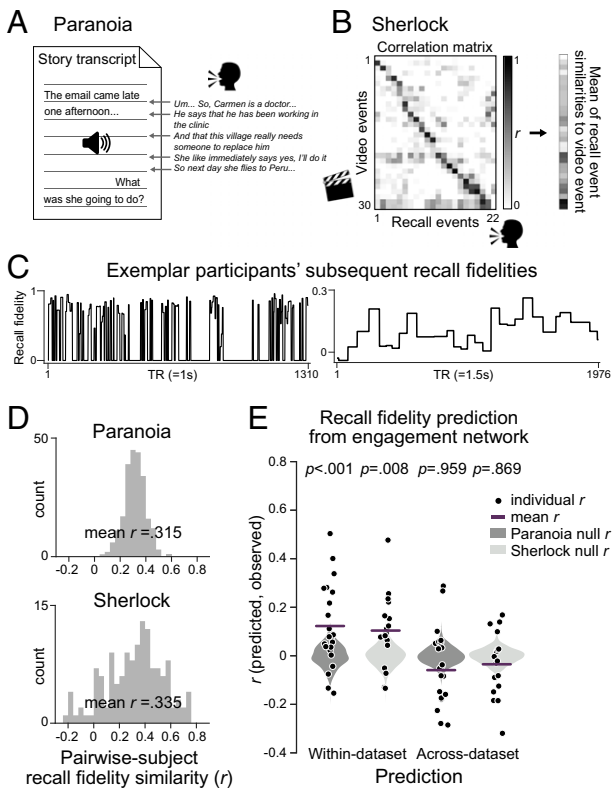 A
Paranoia
Story transcript
The email came late
one afternoon...
What
was she going to do?
Um... So, Carmen is a doctor...
He says that he has been working in
the clinic
And that this village really needs
someone to replace him
She like immediately says yes, I'll do it
So next day she flies to Peru...
B
Sherlock
Correlation matrix
1
Video events
30
1
22
Recall events
1
r
0
Mean of recall event
similarities to video event
C
Exemplar participants' subsequent recall fidelities
Recall fidelity
1
0
1
TR (=1s)
1310
0.3
0
1
TR (=1.5s)
1976
D
Paranoia
50
count
0
mean r =.315
-0.2 0 0.2 0.4 0.6 0.8
Sherlock
15
count
0
mean r =.335
-0.2 0 0.2 0.4 0.6 0.8
Pairwise-subject
recall fidelity similarity (r)
E
Recall fidelity prediction
from engagement network
p<.001 p=.008 p=.959 p=.869
individual r
mean r
Paranoia null r
Sherlock null r
r (predicted, observed)
0.8
0.6
0.4
0.2
0
-0.2
-0.4
Within-dataset Across-dataset
Prediction